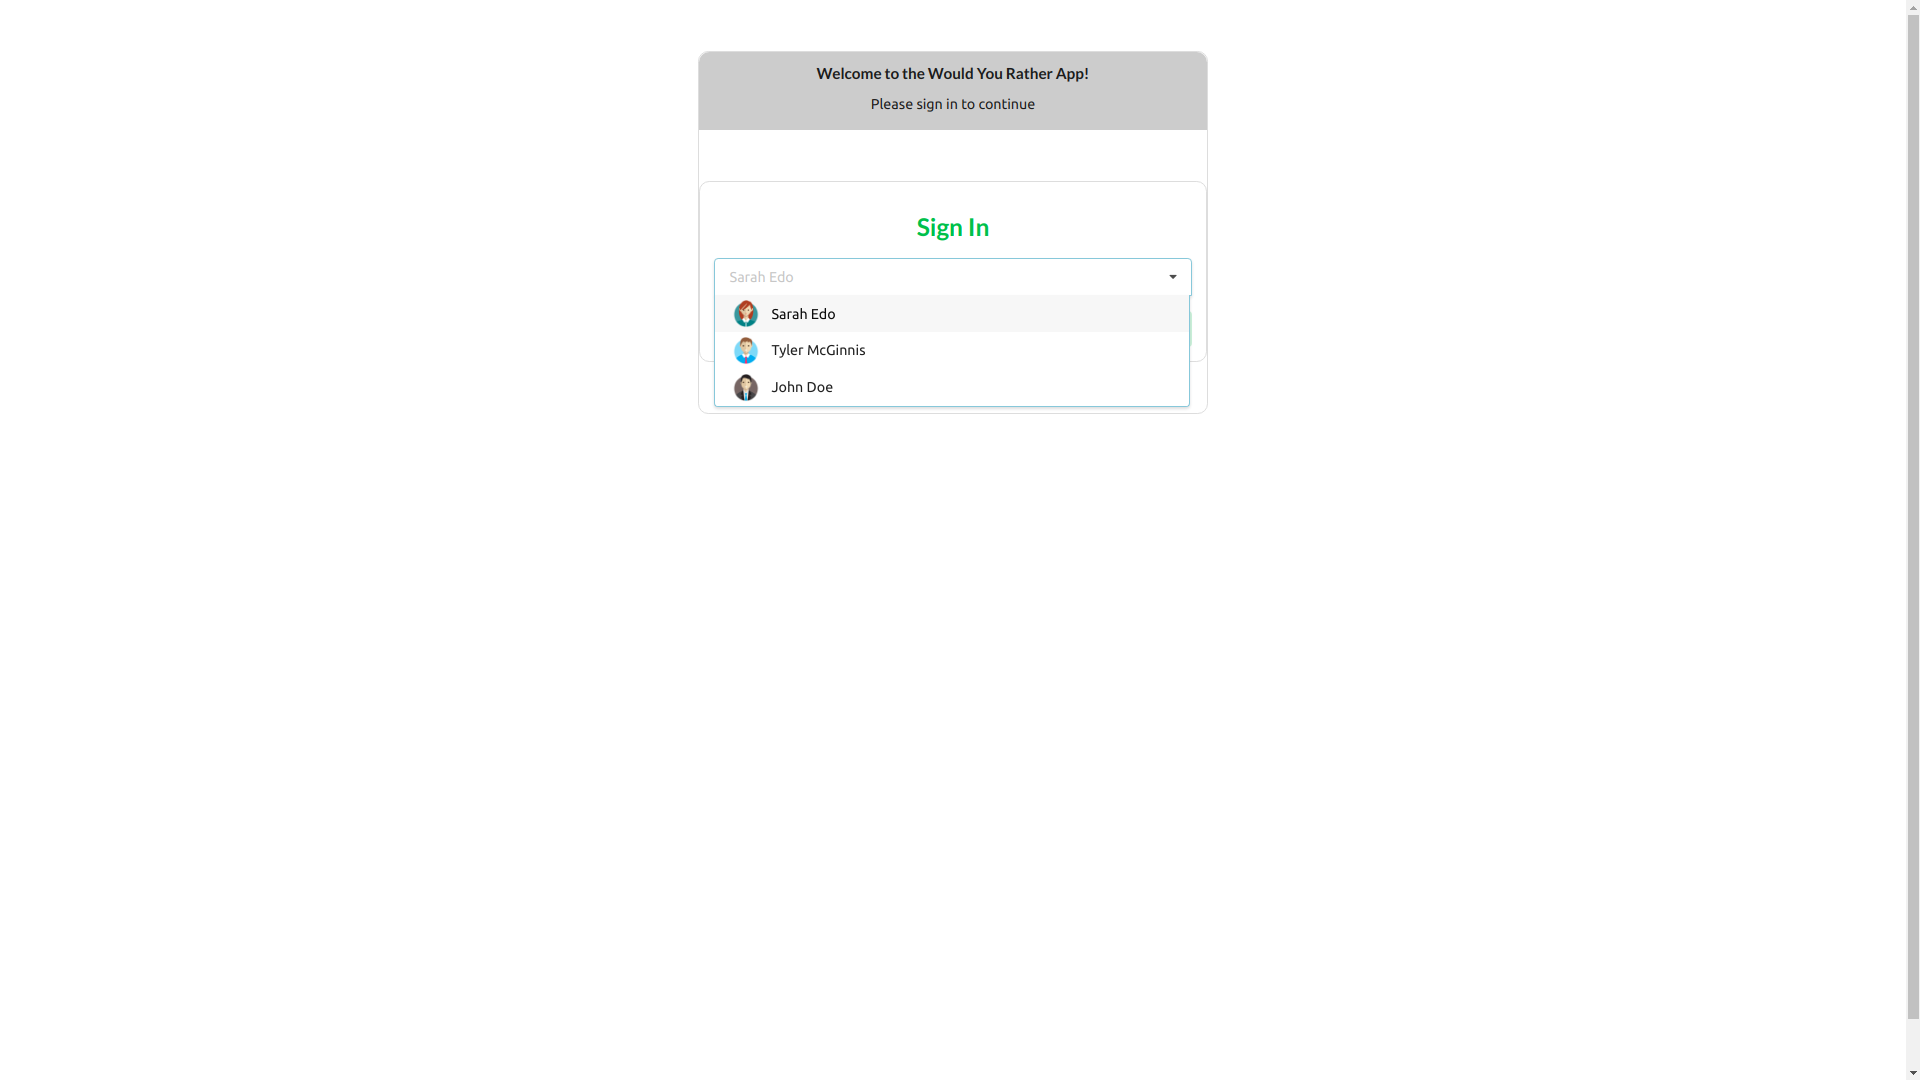 Welcome to the Would You Rather App!
Please sign in to continue
Sign In
Sarah Edo
Sarah Edo
Tyler McGinnis
John Doe